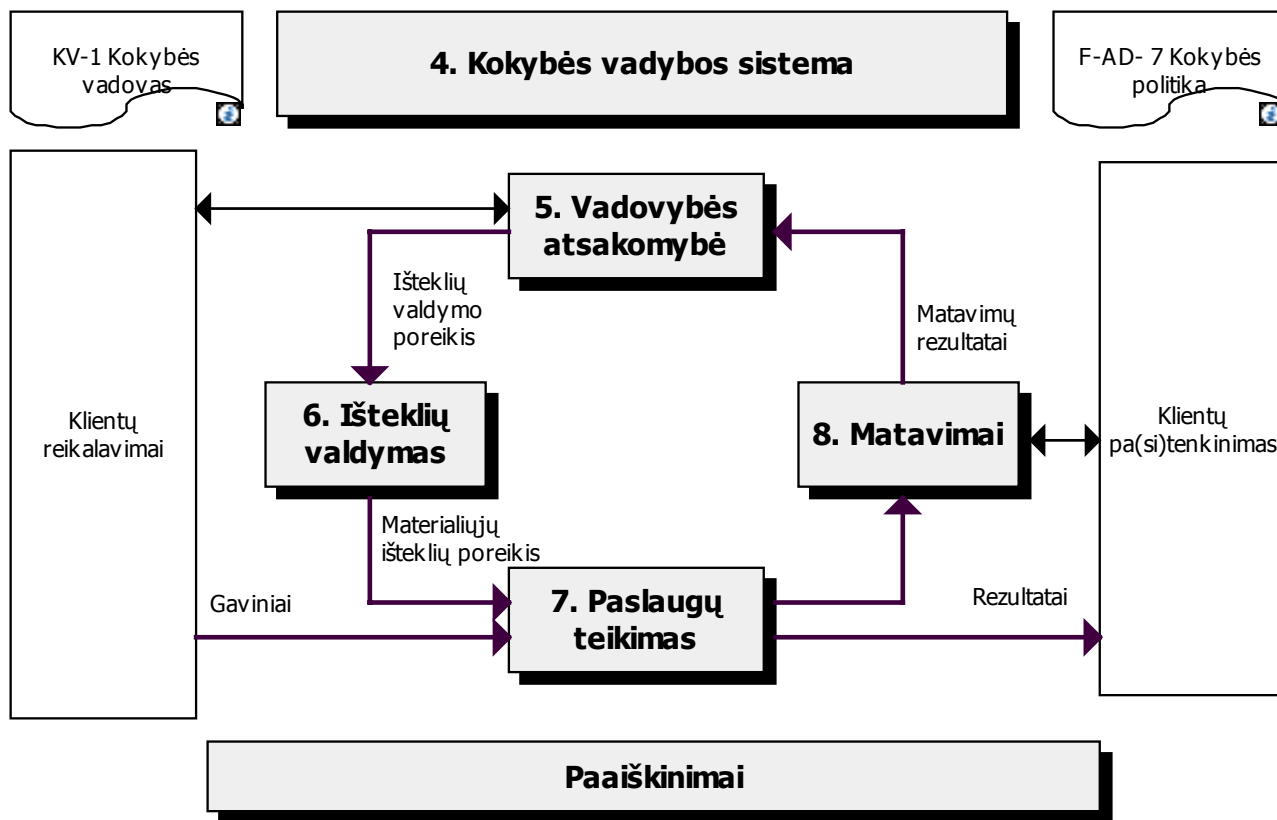 KV-1 Kokybės
vadovas
4. Kokybės vadybos sistema
F-AD- 7 Kokybės
politika
5. Vadovybės
atsakomybė
Išteklių
valdymo
poreikis
Matavimų
rezultatai
Klientų
reikalavimai
6. Išteklių
valdymas
8. Matavimai
Klientų
pa(si)tenkinimas
Materialiųjų
išteklių poreikis
Gaviniai
7. Paslaugų
teikimas
Rezultatai
Paaiškinimai